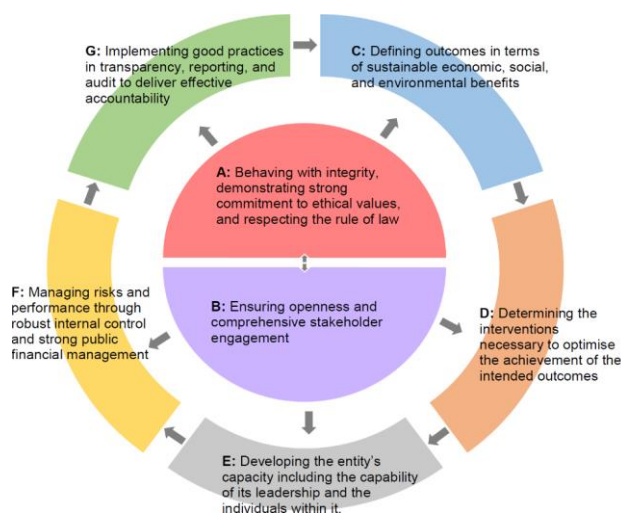 G: Implementing good practices
in transparency, reporting, and
audit to deliver effective
accountability
C: Defining outcomes in terms
of sustainable economic, social,
and environmental benefits
A: Behaving with integrity,
demonstrating strong
commitment to ethical values,
and respecting the rule of law
B: Ensuring openness and
comprehensive stakeholder
engagement
F: Managing risks and
performance through
robust internal control
and strong public
financial management
D: Determining the
interventions
necessary to optimise
the achievement of the
intended outcomes
E: Developing the entity's
capacity including the capability
of its leadership and the
individuals within it.